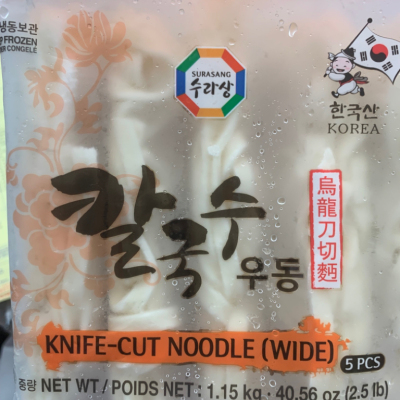 냉동보관
FROZEN
CONGELÉ
SURASANG
수라상
한국산
KOREA
칼국수
우동
烏龍刀切麵
KNIFE-CUT NOODLE (WIDE)
5 PCS
중량 NET WT / POIDS NET : 1.15 kg · 40.56 oz (2.5 lb)